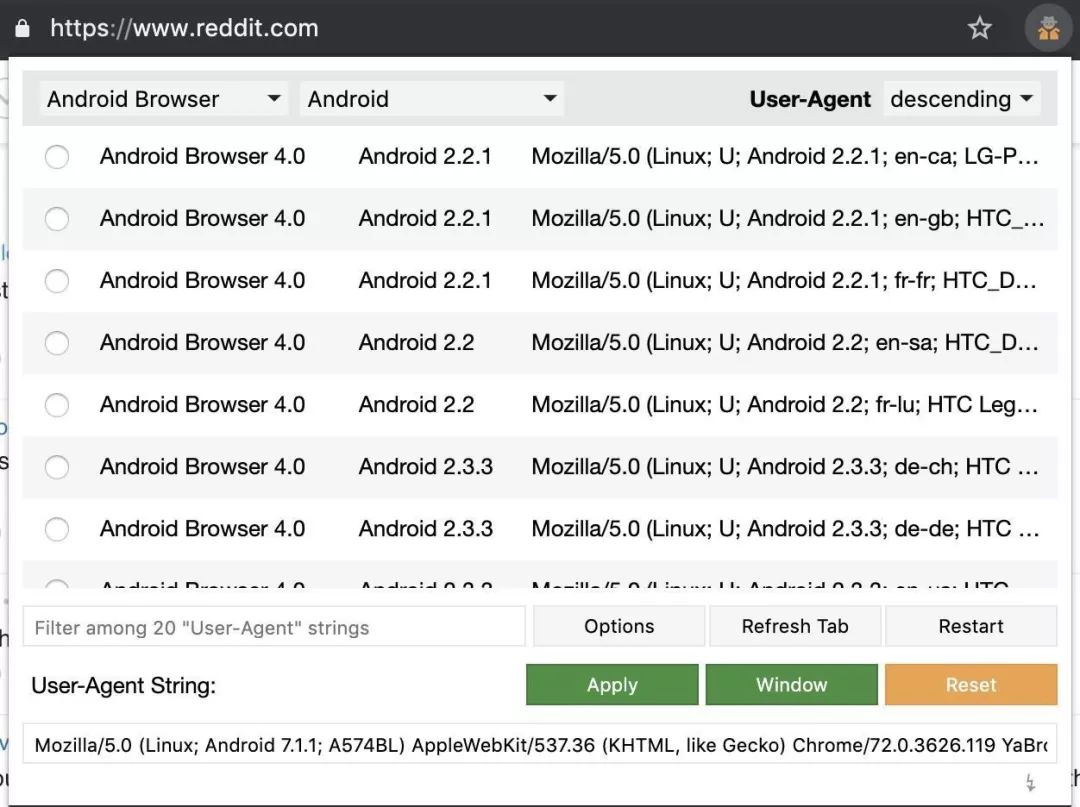 https://www.reddit.com
Android Browser Android User-Agent descending
Android Browser 4.0 Android 2.2.1 Mozilla/5.0 (Linux; U; Android 2.2.1; en-ca; LG-P...
Android Browser 4.0 Android 2.2.1 Mozilla/5.0 (Linux; U; Android 2.2.1; en-gb; HTC_...
Android Browser 4.0 Android 2.2.1 Mozilla/5.0 (Linux; U; Android 2.2.1; fr-fr; HTC_D...
Android Browser 4.0 Android 2.2 Mozilla/5.0 (Linux; U; Android 2.2; en-sa; HTC_D...
Android Browser 4.0 Android 2.2 Mozilla/5.0 (Linux; U; Android 2.2; fr-lu; HTC Leg...
Android Browser 4.0 Android 2.3.3 Mozilla/5.0 (Linux; U; Android 2.3.3; de-ch; HTC ...
Android Browser 4.0 Android 2.3.3 Mozilla/5.0 (Linux; U; Android 2.3.3; de-de; HTC ...
Filter among 20 "User-Agent" strings Options Refresh Tab Restart
User-Agent String: Apply Window Reset
Mozilla/5.0 (Linux; Android 7.1.1; A574BL) AppleWebKit/537.36 (KHTML, like Gecko) Chrome/72.0.3626.119